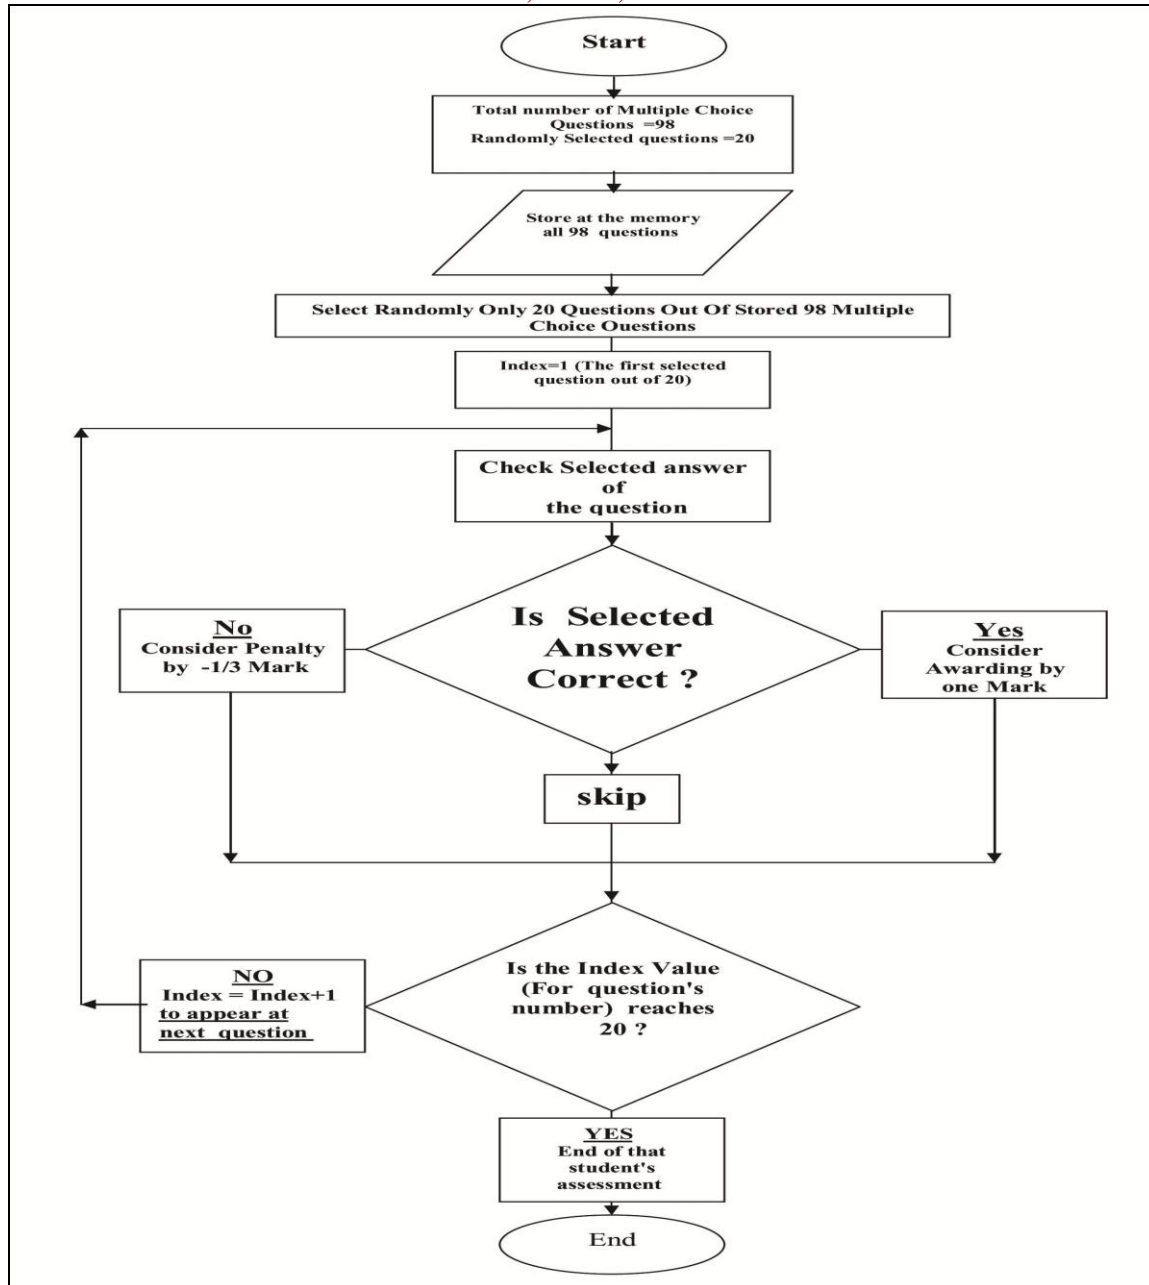 Start
Total number of Multiple Choice
Questions =98
Randomly Selected questions =20
Store at the memory
all 98 questions
Select Randomly Only 20 Questions Out Of Stored 98 Multiple
Choice Ouestions
Index=1 (The first selected
question out of 20)
Check Selected answer
of
the question
Is Selected
Answer
Correct ?
No
Consider Penalty
by -1/3 Mark
Yes
Consider
Awarding by
one Mark
skip
Is the Index Value
(For question's
number) reaches
20 ?
NO
Index = Index+1
to appear at
next question
YES
End of that
student's
assessment
End